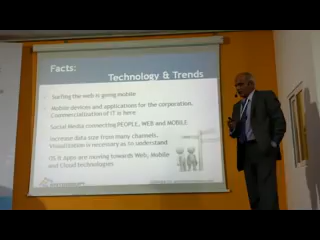 Facts:
Technology & Trends
Surfing the web is going mobile
Mobile devices and applications for the corporation.
Commercialization of IT is here
Social Media connecting PEOPLE, WEB and MOBILE
Increase data size from many channels.
Visualization is necessary as to understand
OS & Apps are moving towards Web, Mobile
and Cloud technologies